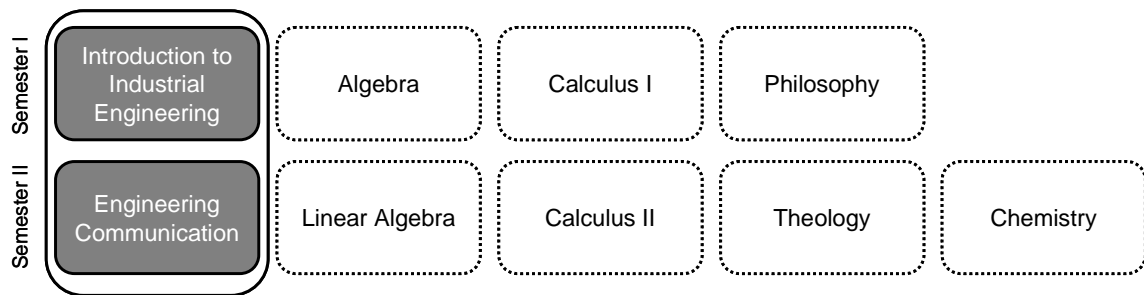 Semester I
Introduction to
Industrial
Engineering
Algebra
Calculus I
Philosophy
Semester II
Engineering
Communication
Linear Algebra
Calculus II
Theology
Chemistry